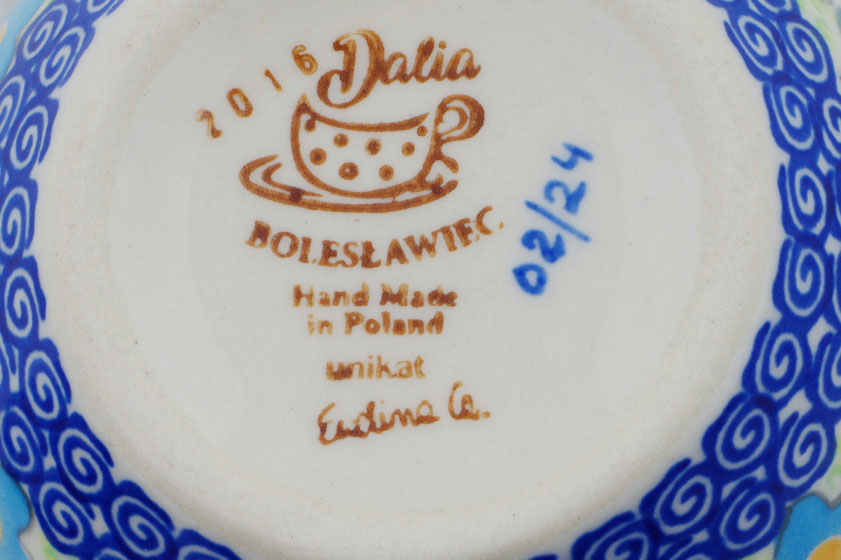 2016 Dalia
BOLESŁAWIEC
Hand Made
in Poland
unikat
02/24